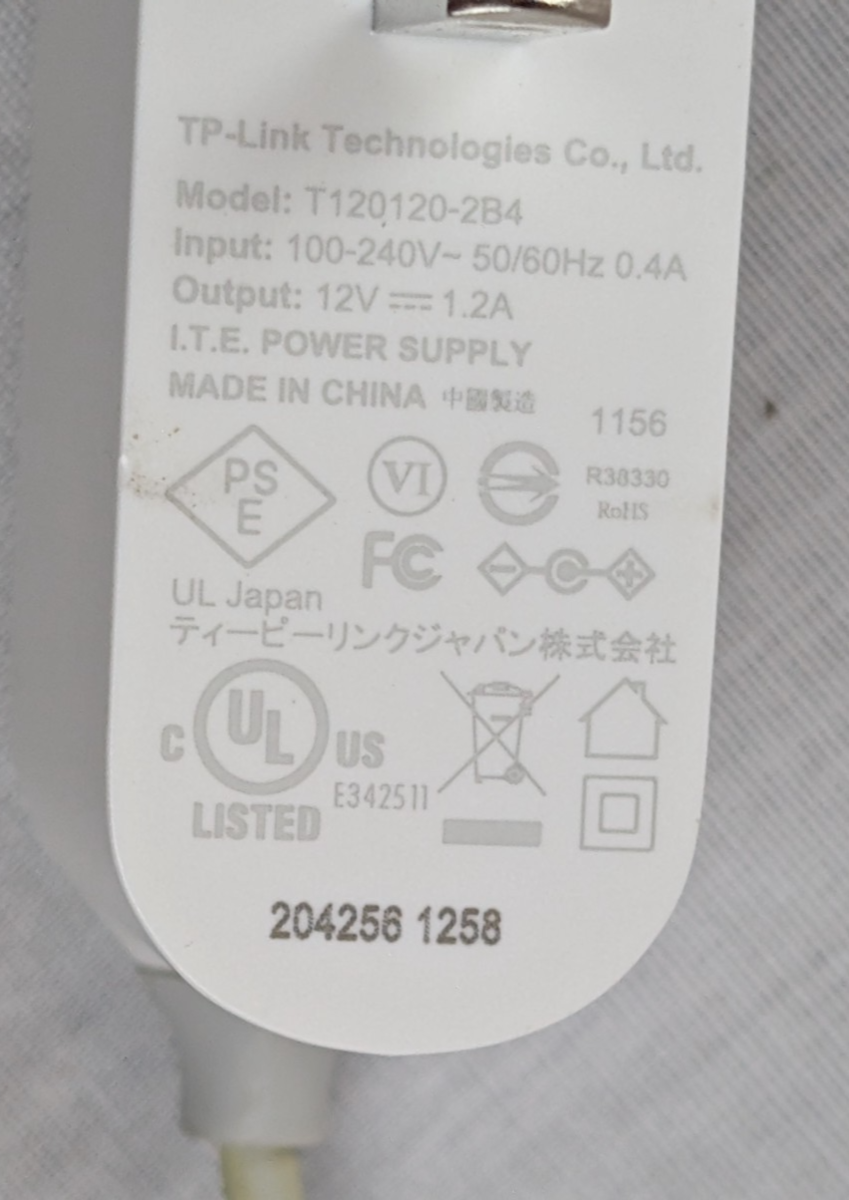 TP-Link Technologies Co., Ltd.
Model: T120120-2B4
Input: 100-240V~ 50/60Hz 0.4A
Output: 12V ⎓ 1.2A
I.T.E. POWER SUPPLY
MADE IN CHINA 中國製造
1156
PS
E
VI
R38330
RoHS
FC
UL Japan
ティーピーリンクジャパン株式会社
C UL US
LISTED
E342511
204256 1258